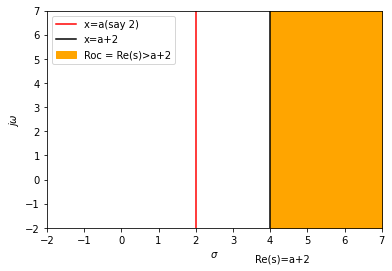 7
6
5
4
3
2
1
0
−1
−2
jω
x=a(say 2)
x=a+2
Roc = Re(s)>a+2
−2 −1 0 1 2 3 4 5 6 7
σ
Re(s)=a+2